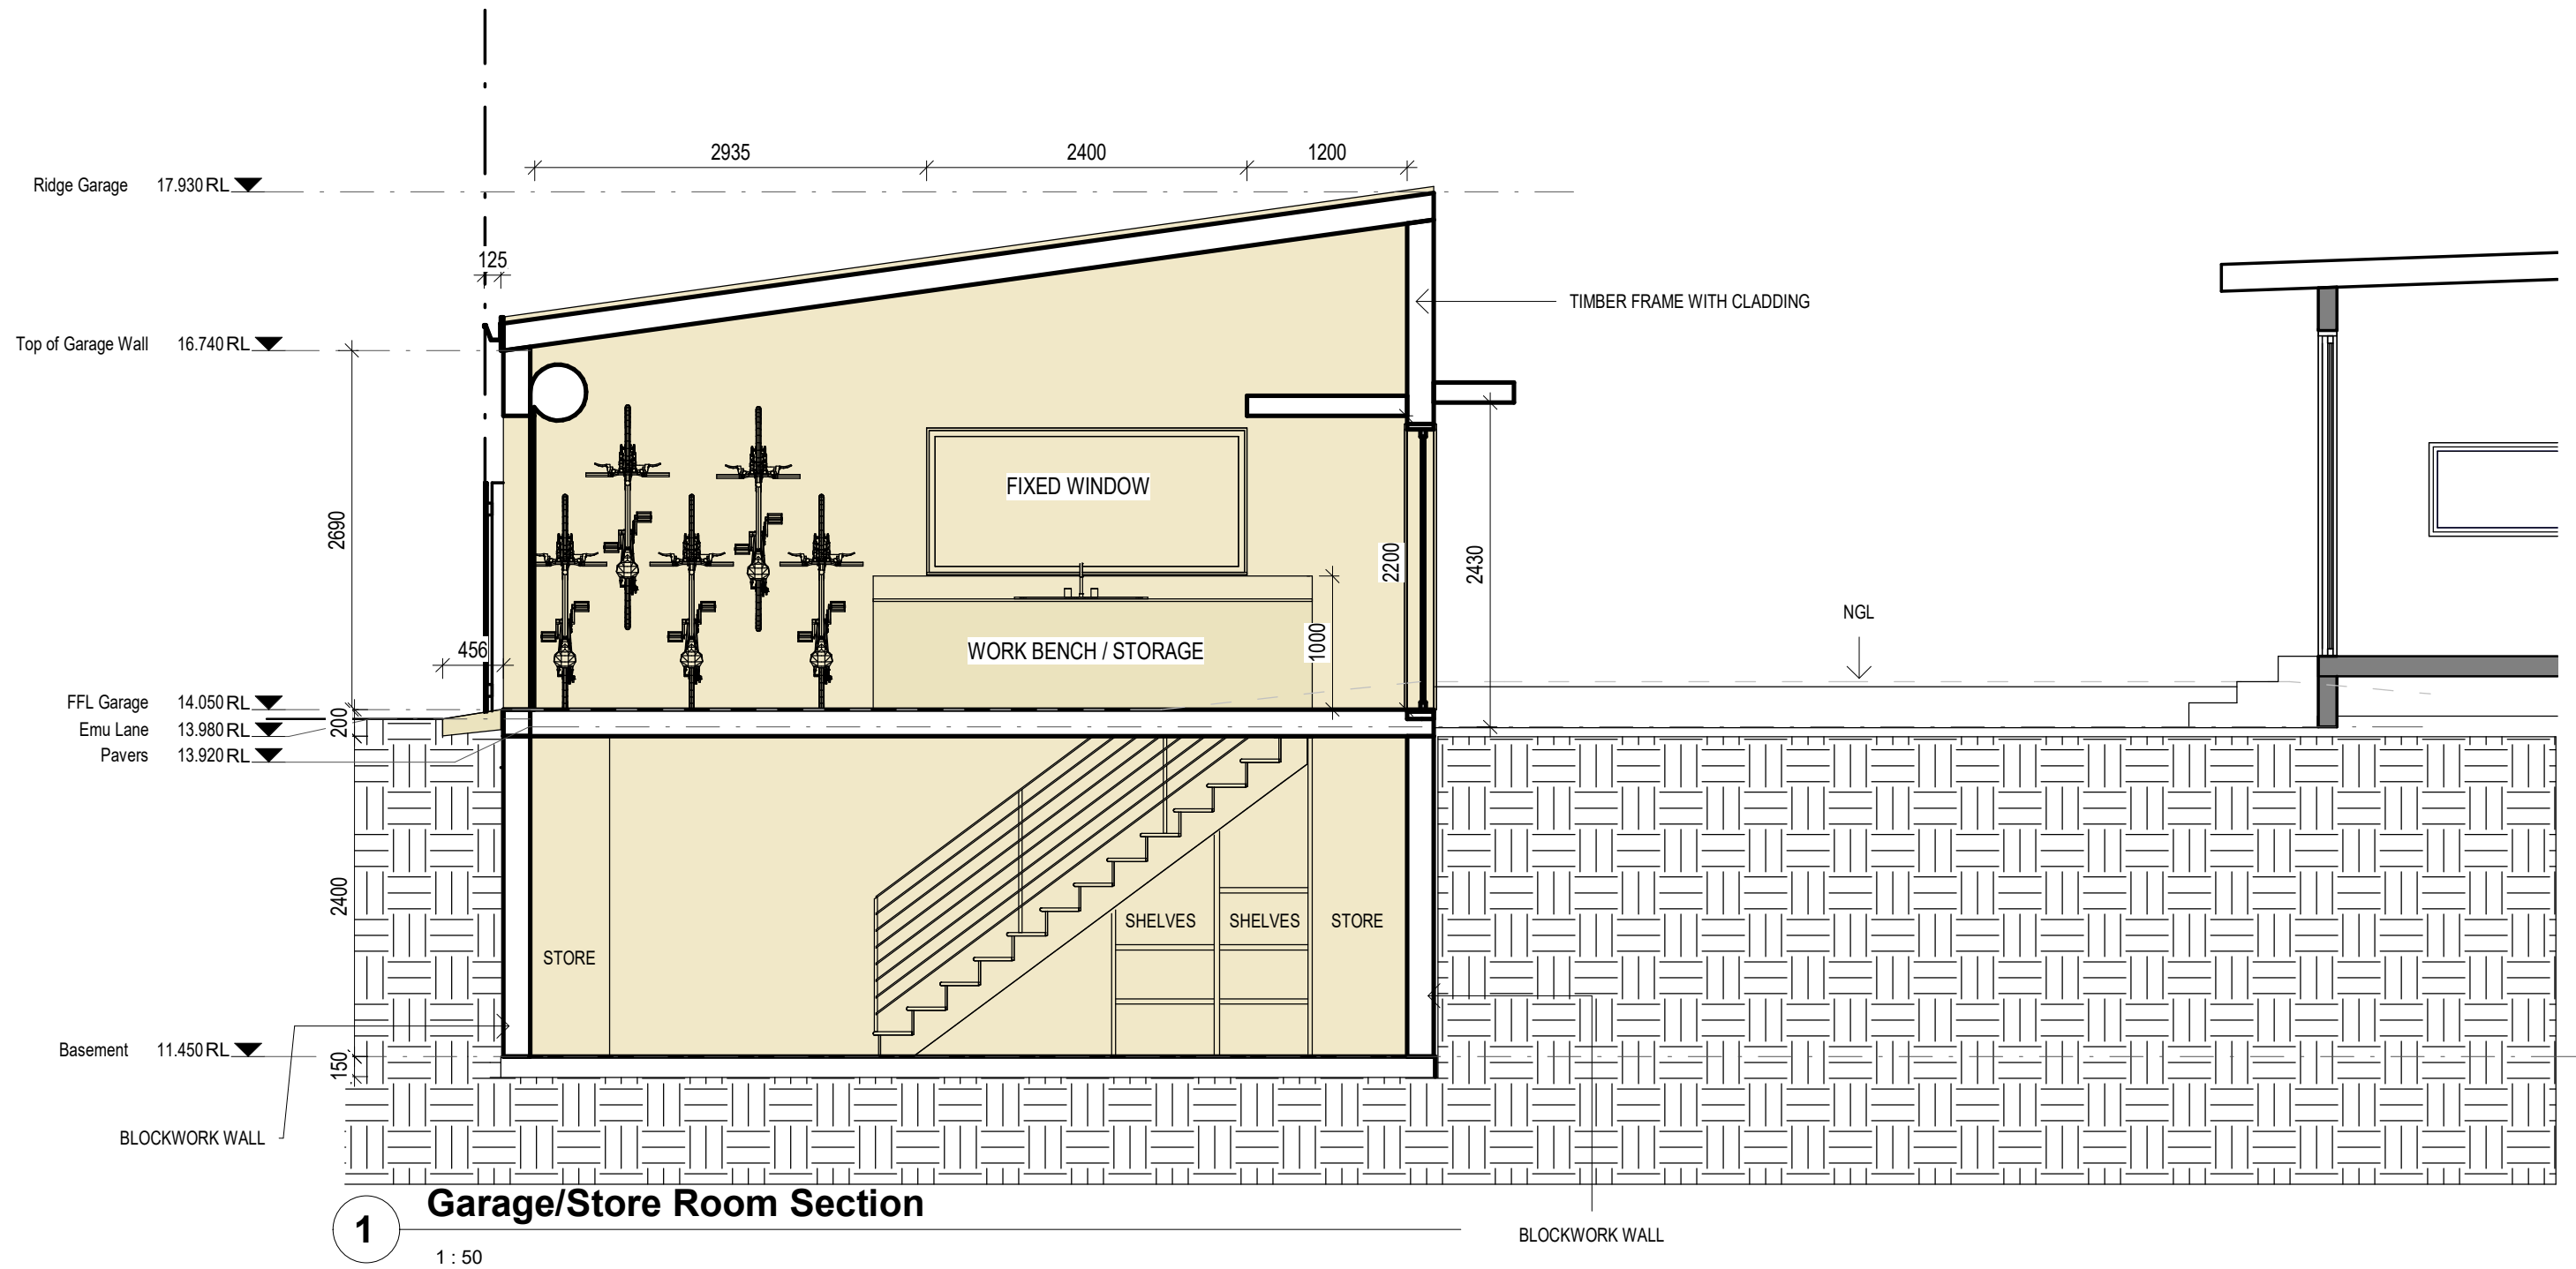 2935
2400
1200
Ridge Garage 17.930 RL
125
TIMBER FRAME WITH CLADDING
Top of Garage Wall 16.740 RL
FIXED WINDOW
2690
2200
2430
NGL
456
WORK BENCH / STORAGE
1000
FFL Garage 14.050 RL
200
Emu Lane 13.980 RL
Pavers 13.920 RL
2400
SHELVES
SHELVES
STORE
STORE
Basement 11.450 RL
150
BLOCKWORK WALL
1
Garage/Store Room Section
BLOCKWORK WALL
1 : 50